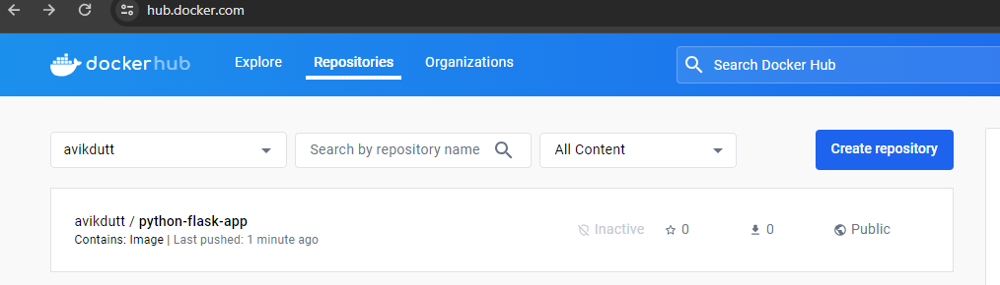 hub.docker.com
dockerhub Explore Repositories Organizations Search Docker Hub
avikdutt Search by repository name All Content Create repository
avikdutt / python-flask-app
Contains: Image | Last pushed: 1 minute ago
Inactive 0 0 Public